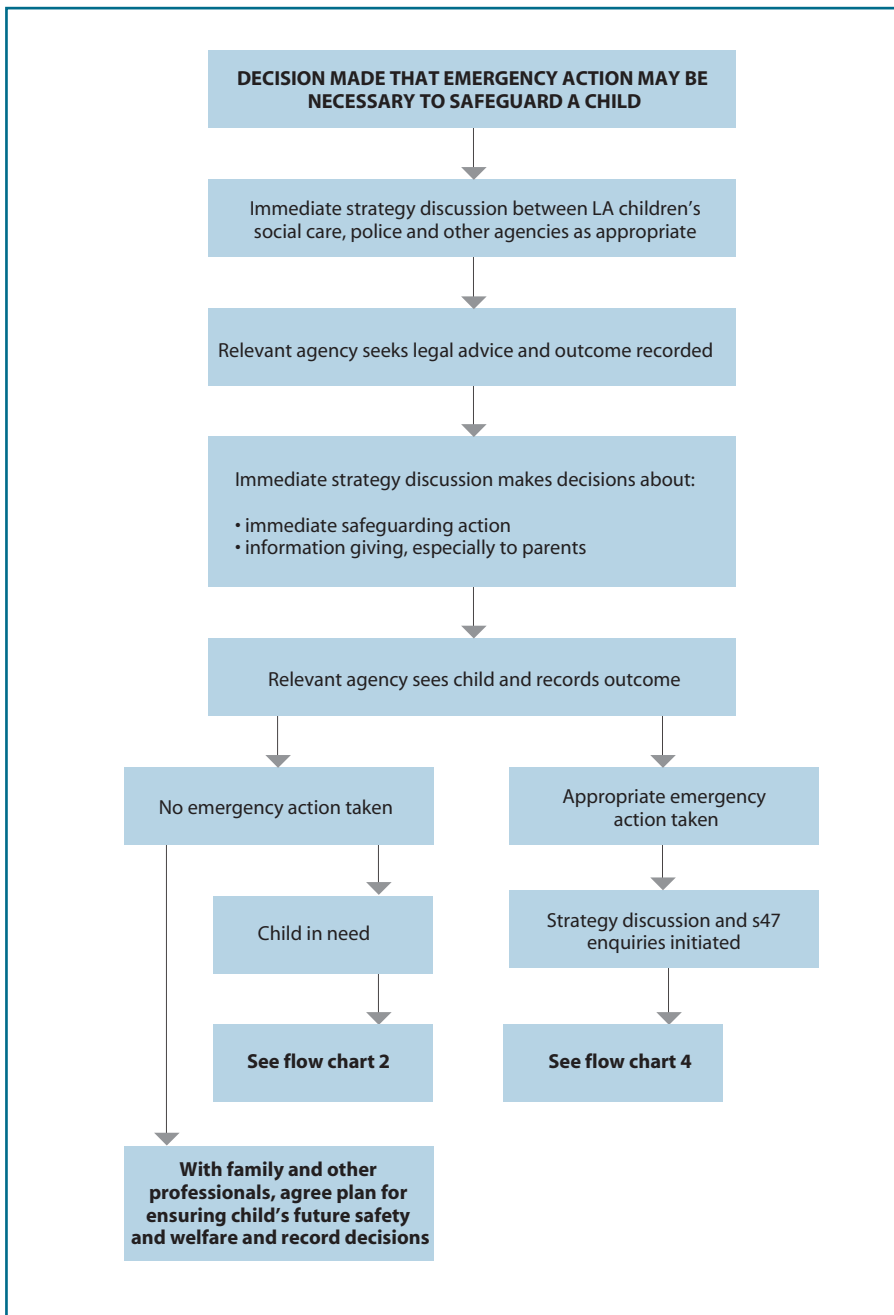 DECISION MADE THAT EMERGENCY ACTION MAY BE
NECESSARY TO SAFEGUARD A CHILD
Immediate strategy discussion between LA children’s
social care, police and other agencies as appropriate
Relevant agency seeks legal advice and outcome recorded
Immediate strategy discussion makes decisions about:
• immediate safeguarding action
• information giving, especially to parents
Relevant agency sees child and records outcome
No emergency action taken
Appropriate emergency
action taken
Child in need
Strategy discussion and s47
enquiries initiated
See flow chart 2
See flow chart 4
With family and other
professionals, agree plan for
ensuring child’s future safety
and welfare and record decisions